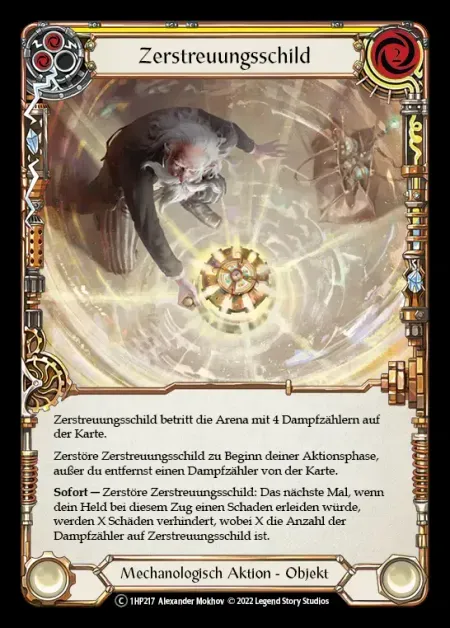 2
Zerstreuungsschild
Zerstreuungsschild betritt die Arena mit 4 Dampfzählern auf
der Karte.
Zerstöre Zerstreuungsschild zu Beginn deiner Aktionsphase,
außer du entfernst einen Dampfzähler von der Karte.
Sofort — Zerstöre Zerstreuungsschild: Das nächste Mal, wenn
dein Held bei diesem Zug einen Schaden erleiden würde,
werden X Schäden verhindert, wobei X die Anzahl der
Dampfzähler auf Zerstreuungsschild ist.
Mechanologisch Aktion - Objekt
C 1HP217 Alexander Mokhov © 2022 Legend Story Studios